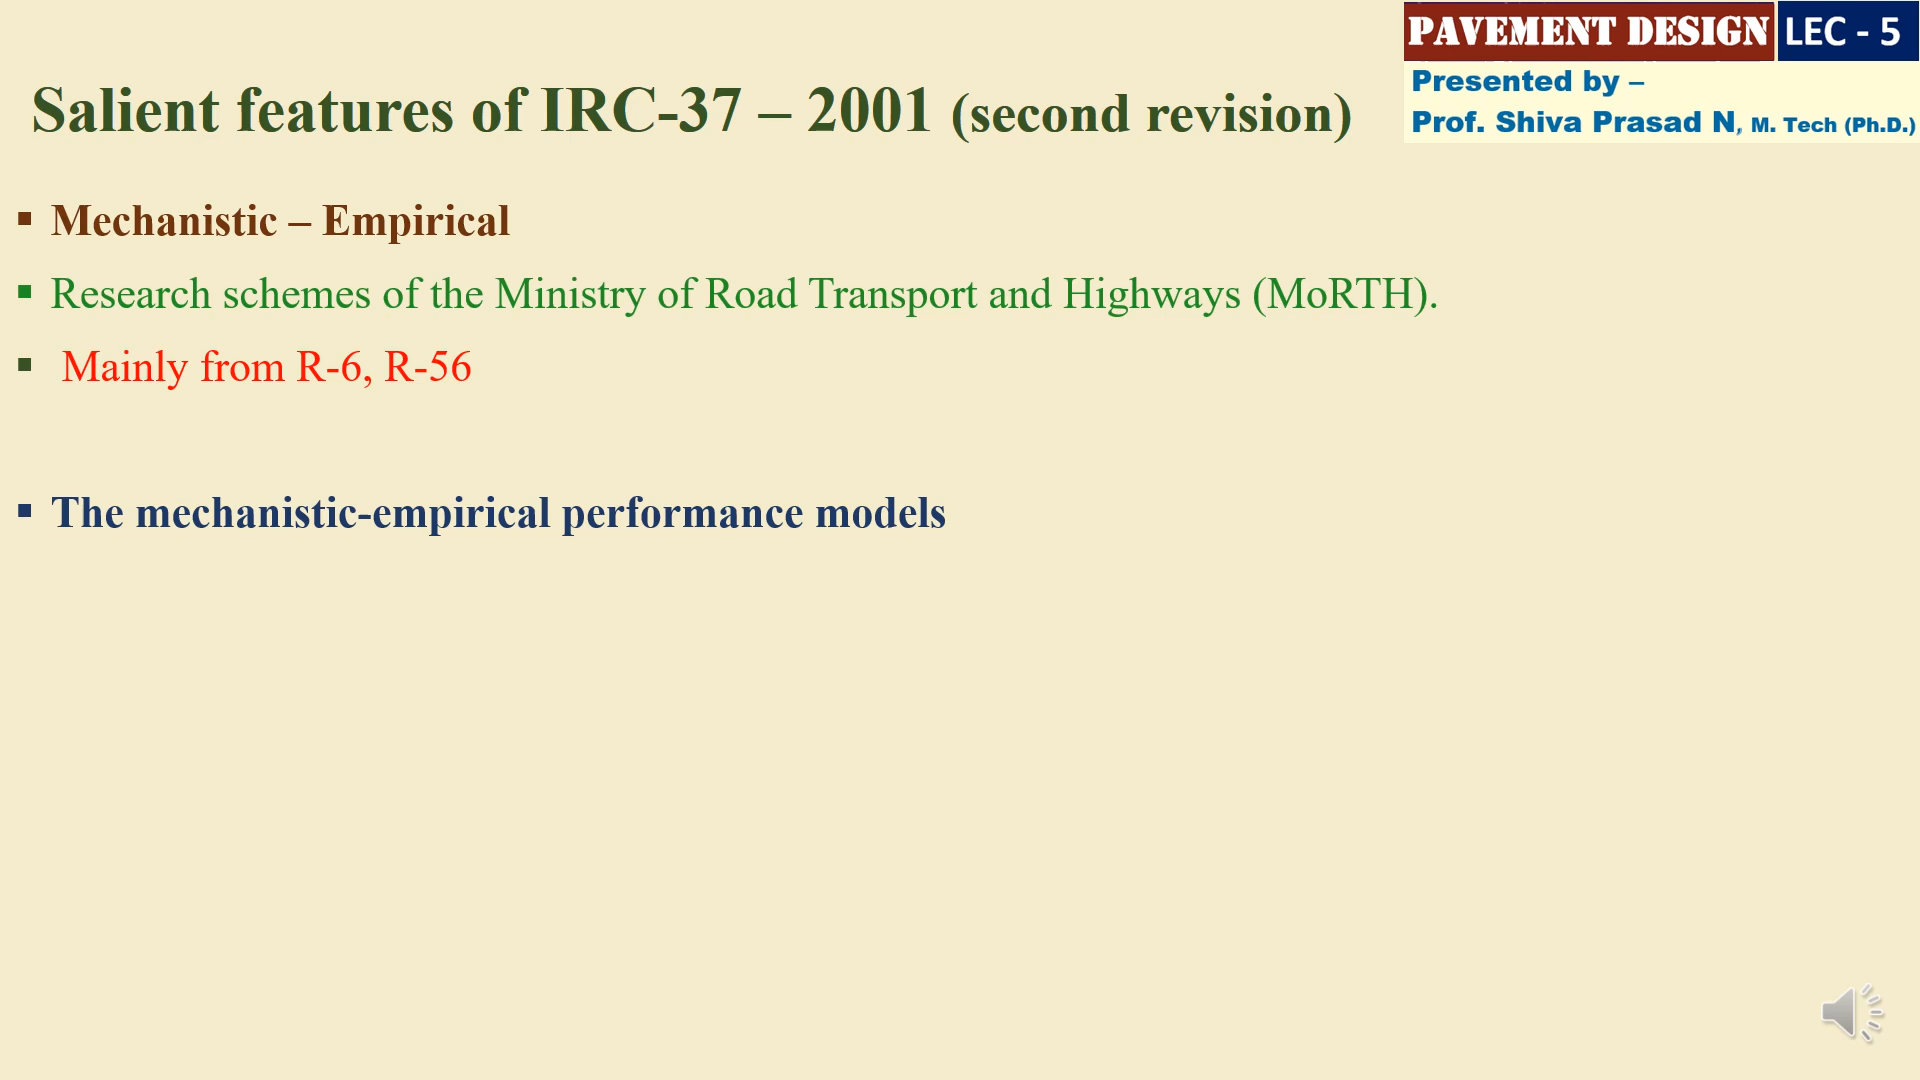 PAVEMENT DESIGN LEC - 5
Presented by –
Prof. Shiva Prasad N, M. Tech (Ph.D.)
Salient features of IRC-37 – 2001 (second revision)
▪ Mechanistic – Empirical
▪ Research schemes of the Ministry of Road Transport and Highways (MoRTH).
▪ Mainly from R-6, R-56
▪ The mechanistic-empirical performance models